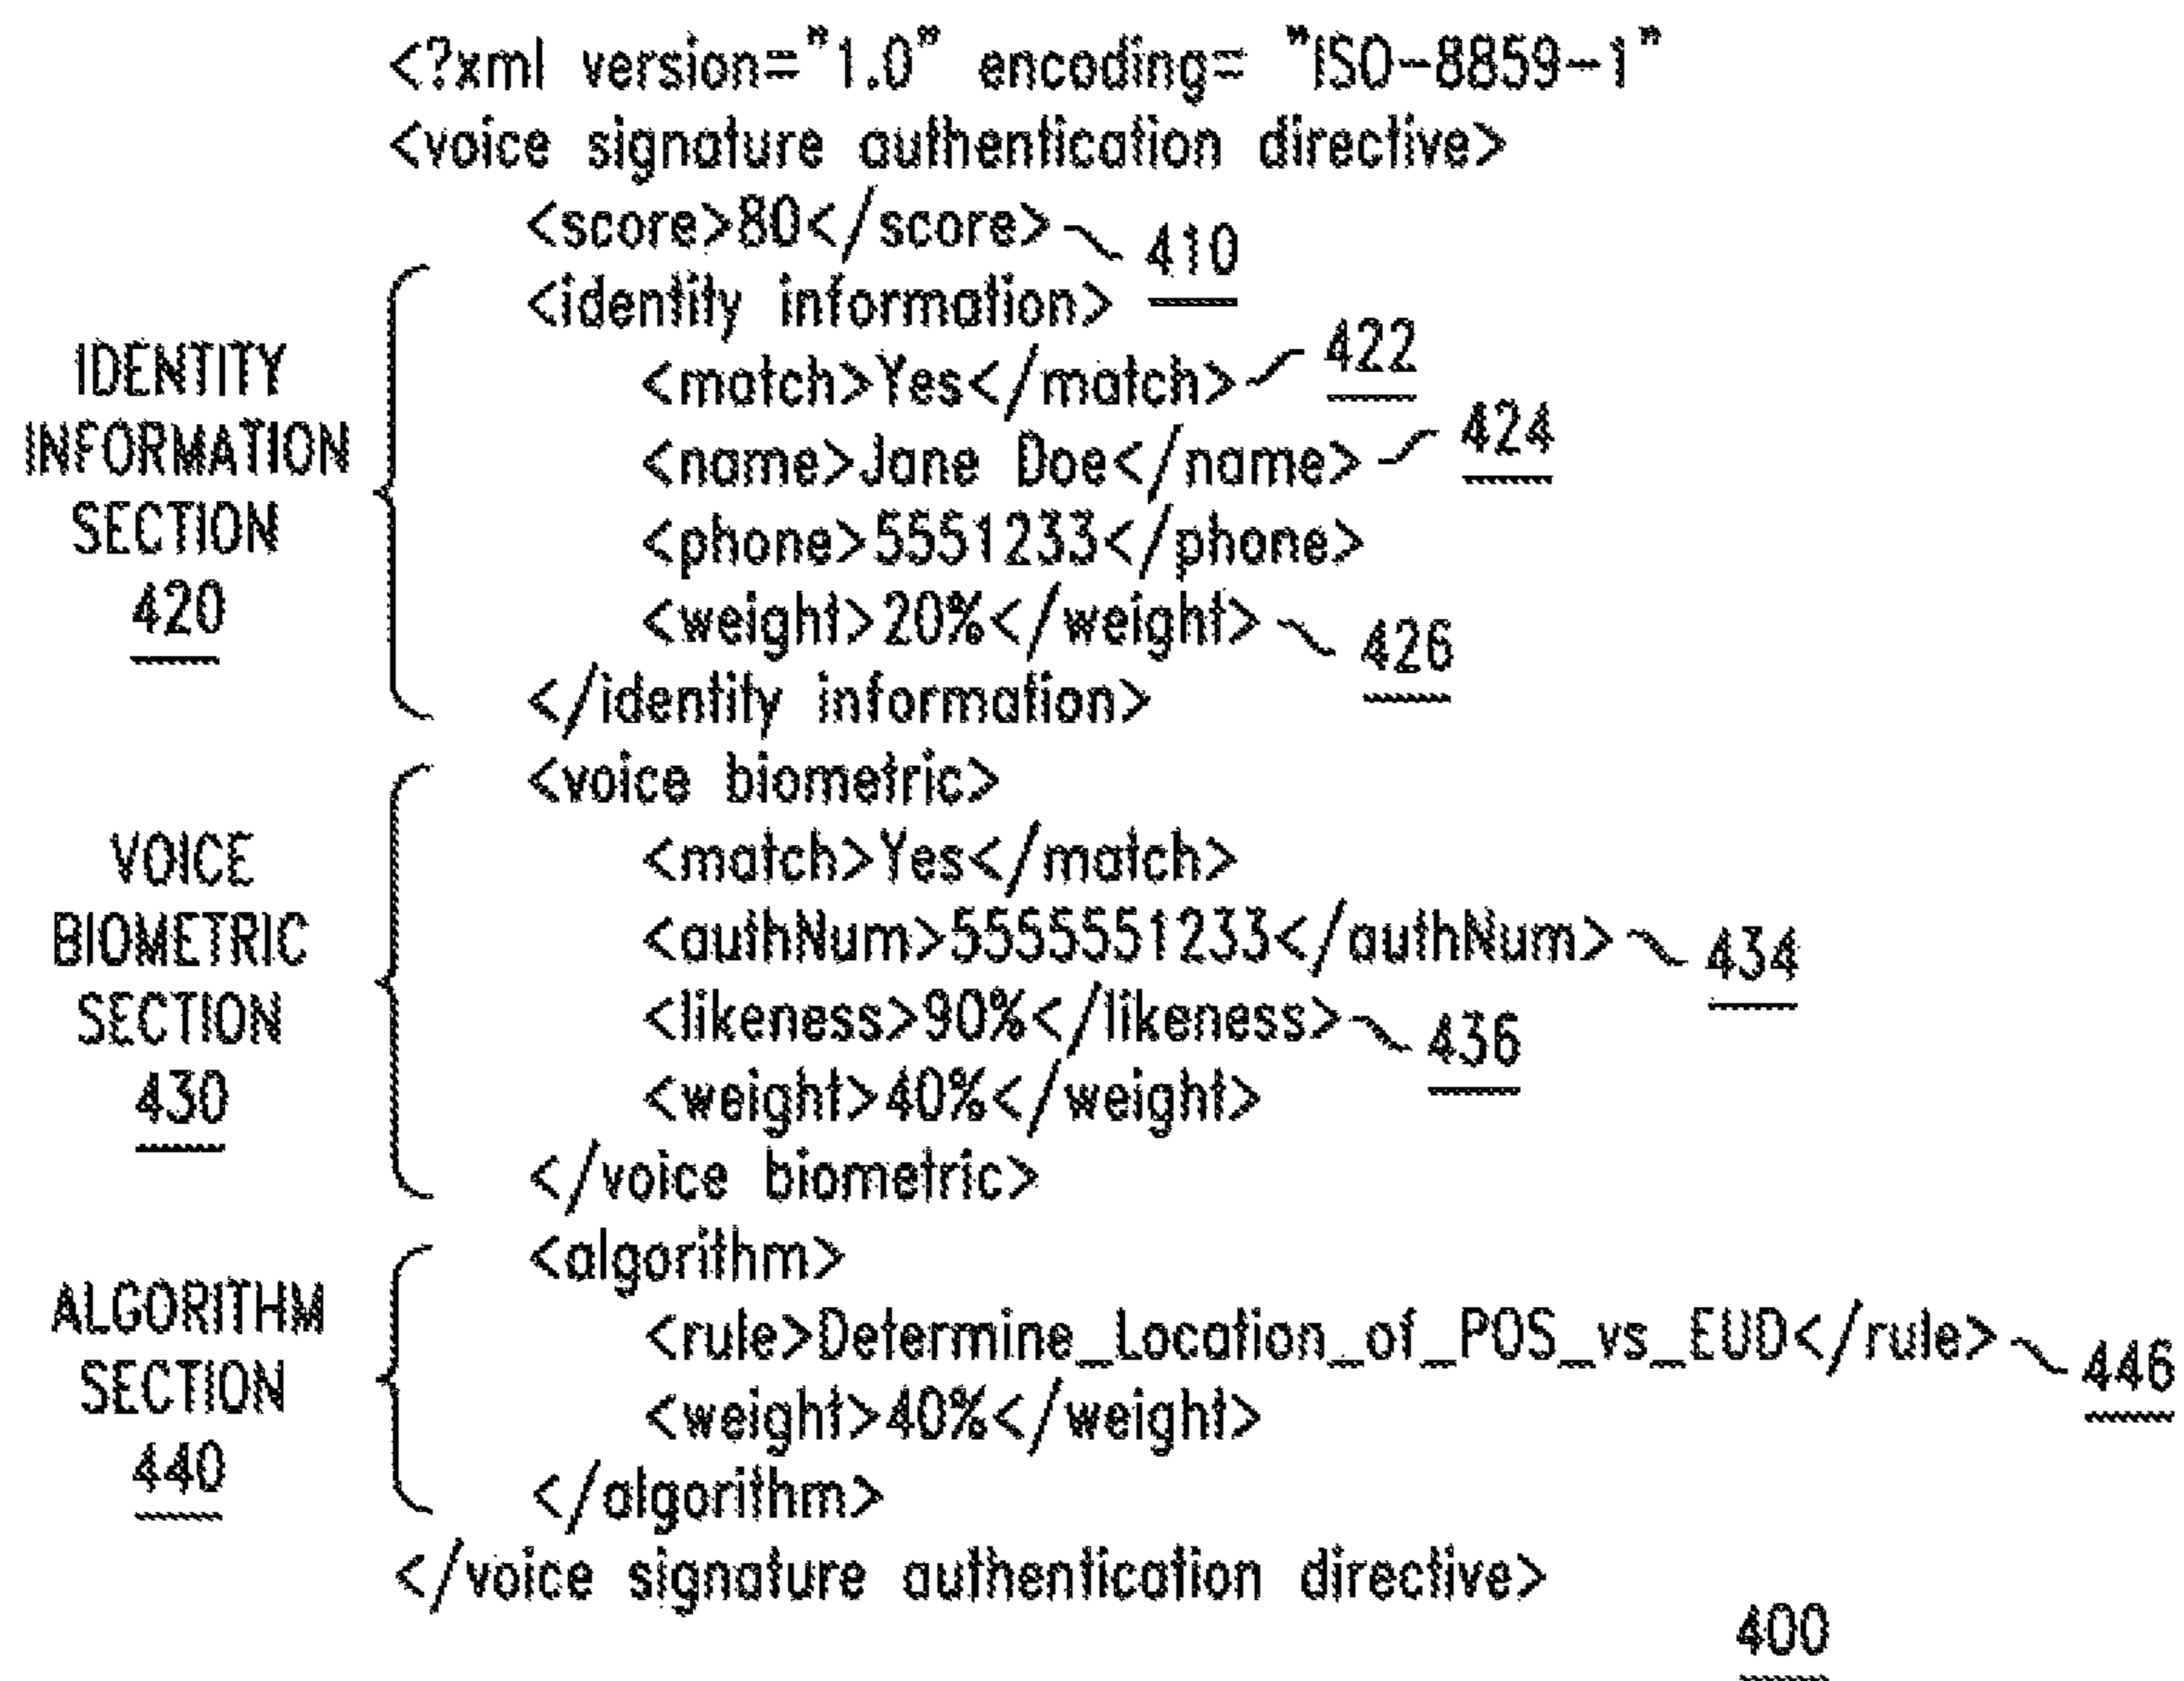 <?xml version="1.0" encoding= "ISO-8859-1"
<voice signature authentication directive>
<score>80</score> 410
<identity information>
<match>Yes</match> 422
<name>Jane Doe</name> 424
<phone>5551233</phone>
<weight>20%</weight> 426
</identity information>
IDENTITY
INFORMATION
SECTION
420
<voice biometric>
<match>Yes</match>
<authNum>5555551233</authNum> 434
<likeness>90%</likeness> 436
<weight>40%</weight>
</voice biometric>
VOICE
BIOMETRIC
SECTION
430
<algorithm>
<rule>Determine_Location_of_POS_vs_EUD</rule> 446
<weight>40%</weight>
</algorithm>
ALGORITHM
SECTION
440
</voice signature authentication directive>
400